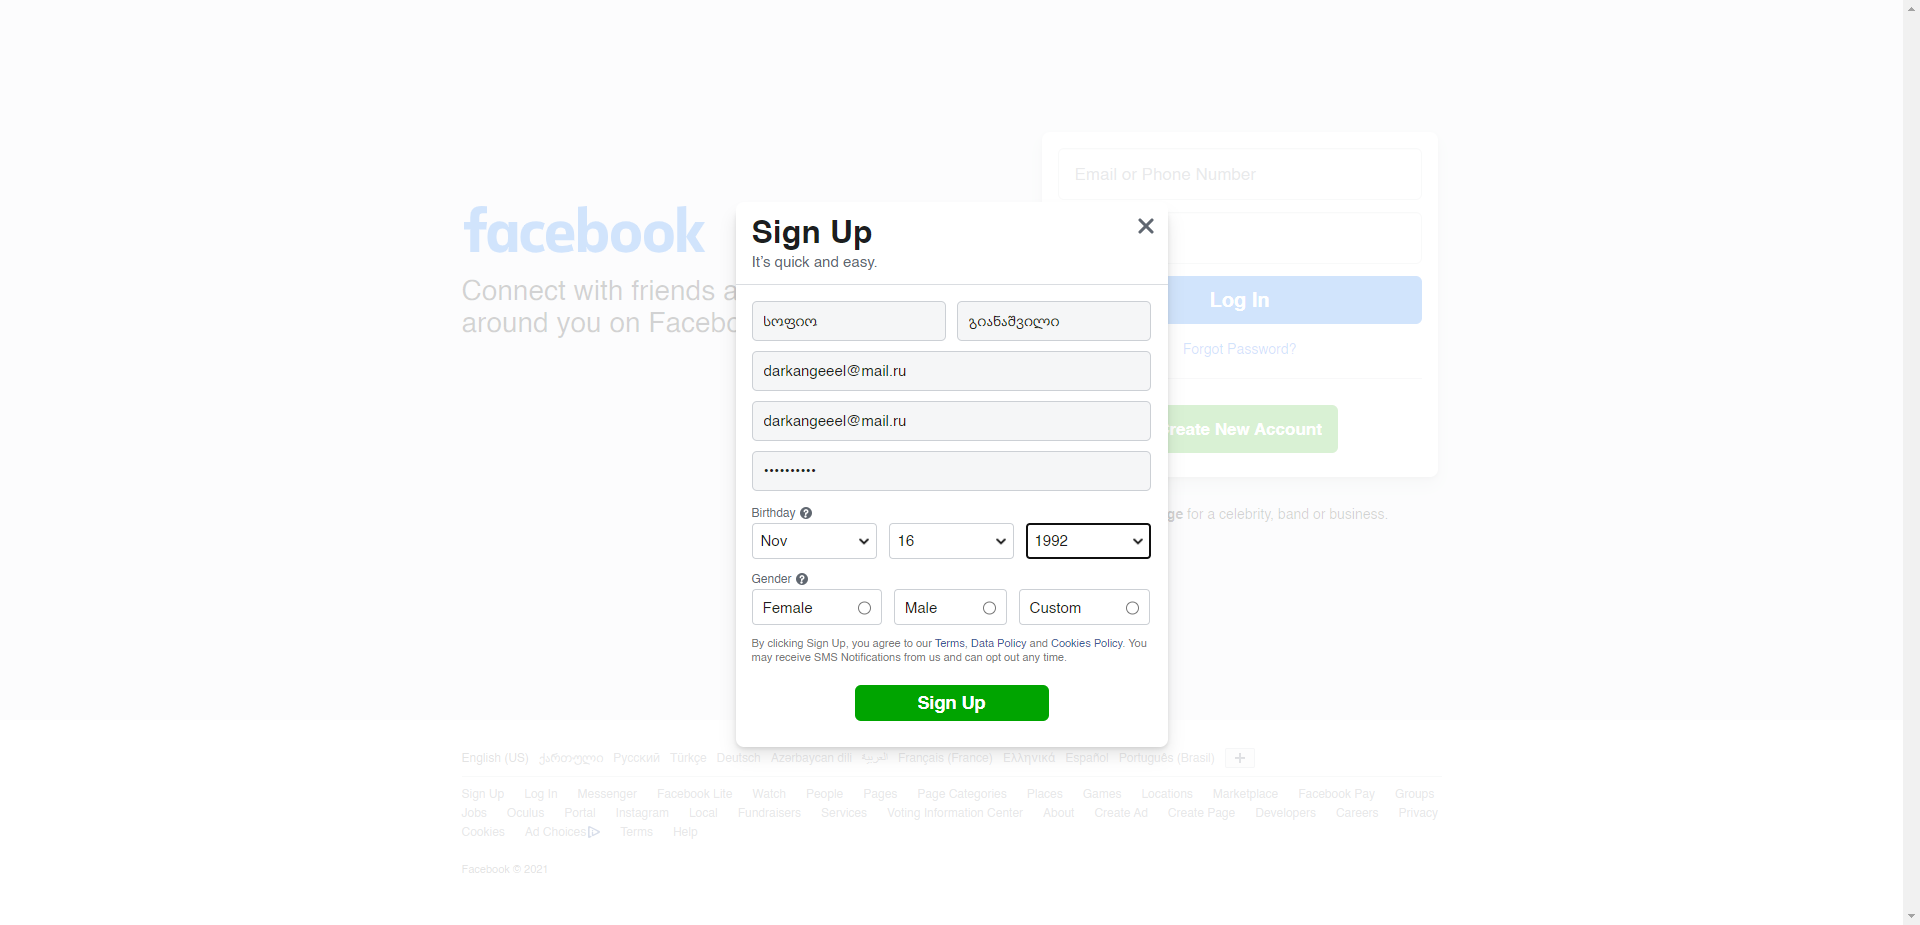 facebook
Connect with friends a
around you on Facebo
Email or Phone Number
Log In
Forgot Password?
reate New Account
ge for a celebrity, band or business.
Sign Up
It's quick and easy.
სოფიო გიანაშვილი
darkangeeel@mail.ru
darkangeeel@mail.ru
••••••••••
Birthday
Nov 16 1992
Gender
Female Male Custom
By clicking Sign Up, you agree to our Terms, Data Policy and Cookies Policy. You
may receive SMS Notifications from us and can opt out any time.
Sign Up
English (US) ქართული Русский Türkçe Deutsch Azərbaycan dili العربية Français (France) Ελληνικά Español Português (Brasil)
Sign Up Log In Messenger Facebook Lite Watch People Pages Page Categories Places Games Locations Marketplace Facebook Pay Groups
Jobs Oculus Portal Instagram Local Fundraisers Services Voting Information Center About Create Ad Create Page Developers Careers Privacy
Cookies Ad Choices Terms Help
Facebook © 2021